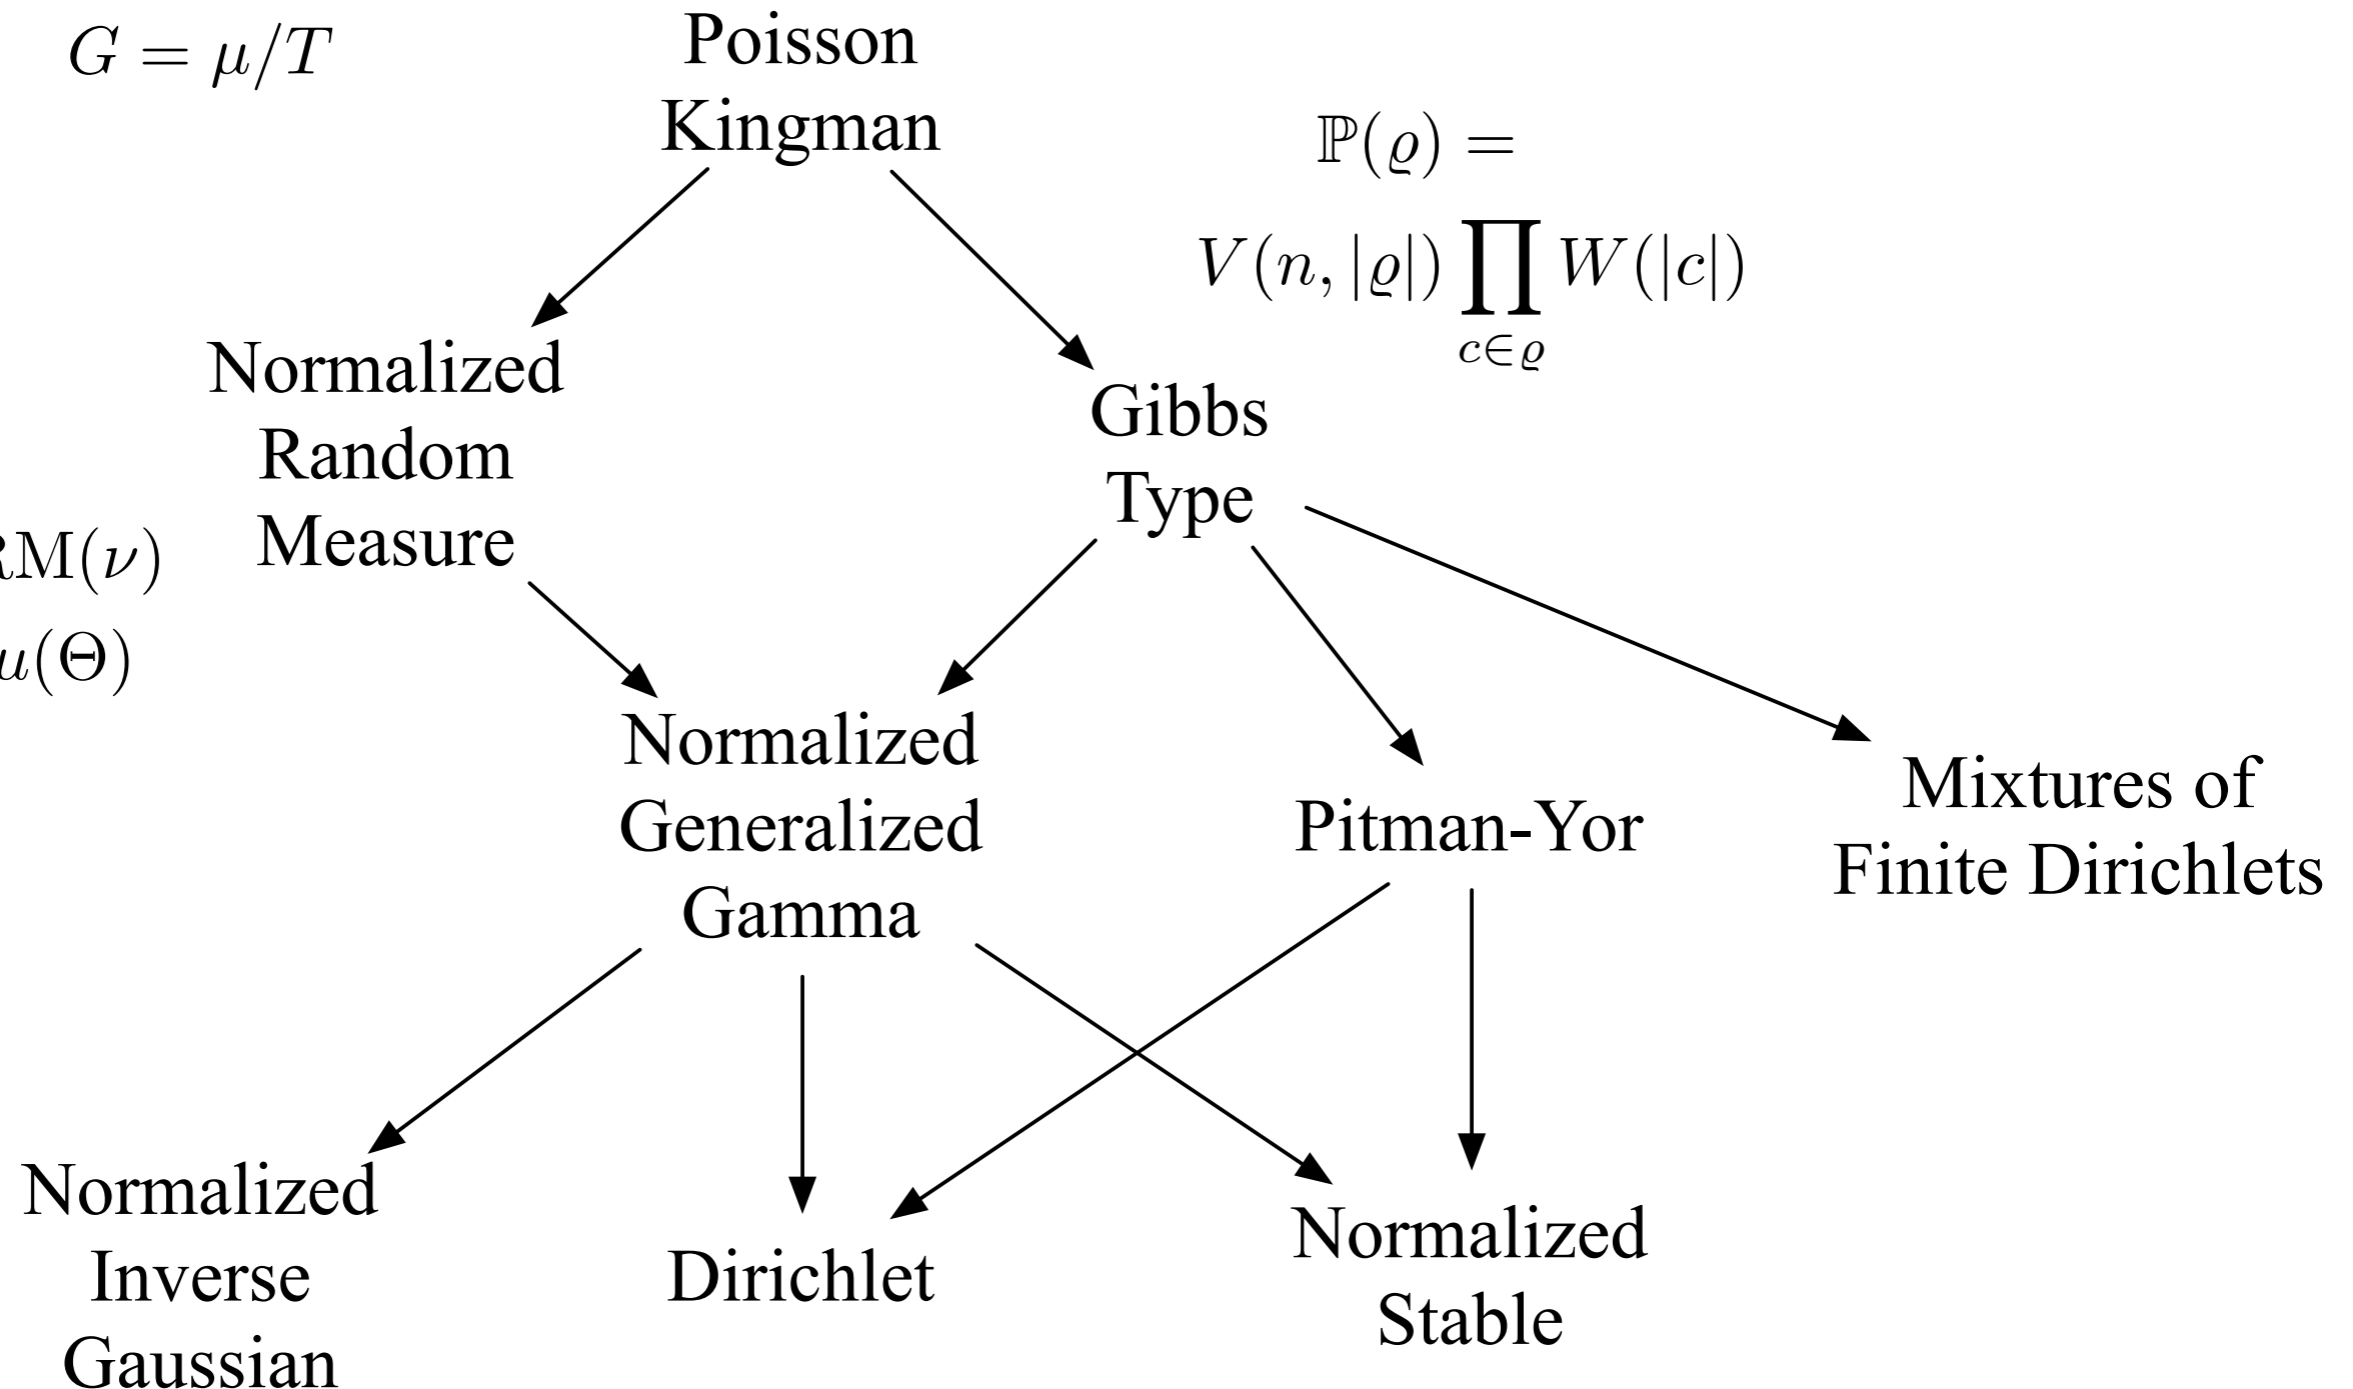 G = μ/T
Poisson
Kingman
ℙ(ϱ) =
V(n, |ϱ|) ∏ W(|c|)
c∈ϱ
Normalized
Random
Measure
Gibbs
Type
RM(ν)
μ(Θ)
Normalized
Generalized
Gamma
Pitman-Yor
Mixtures of
Finite Dirichlets
Normalized
Inverse
Gaussian
Dirichlet
Normalized
Stable